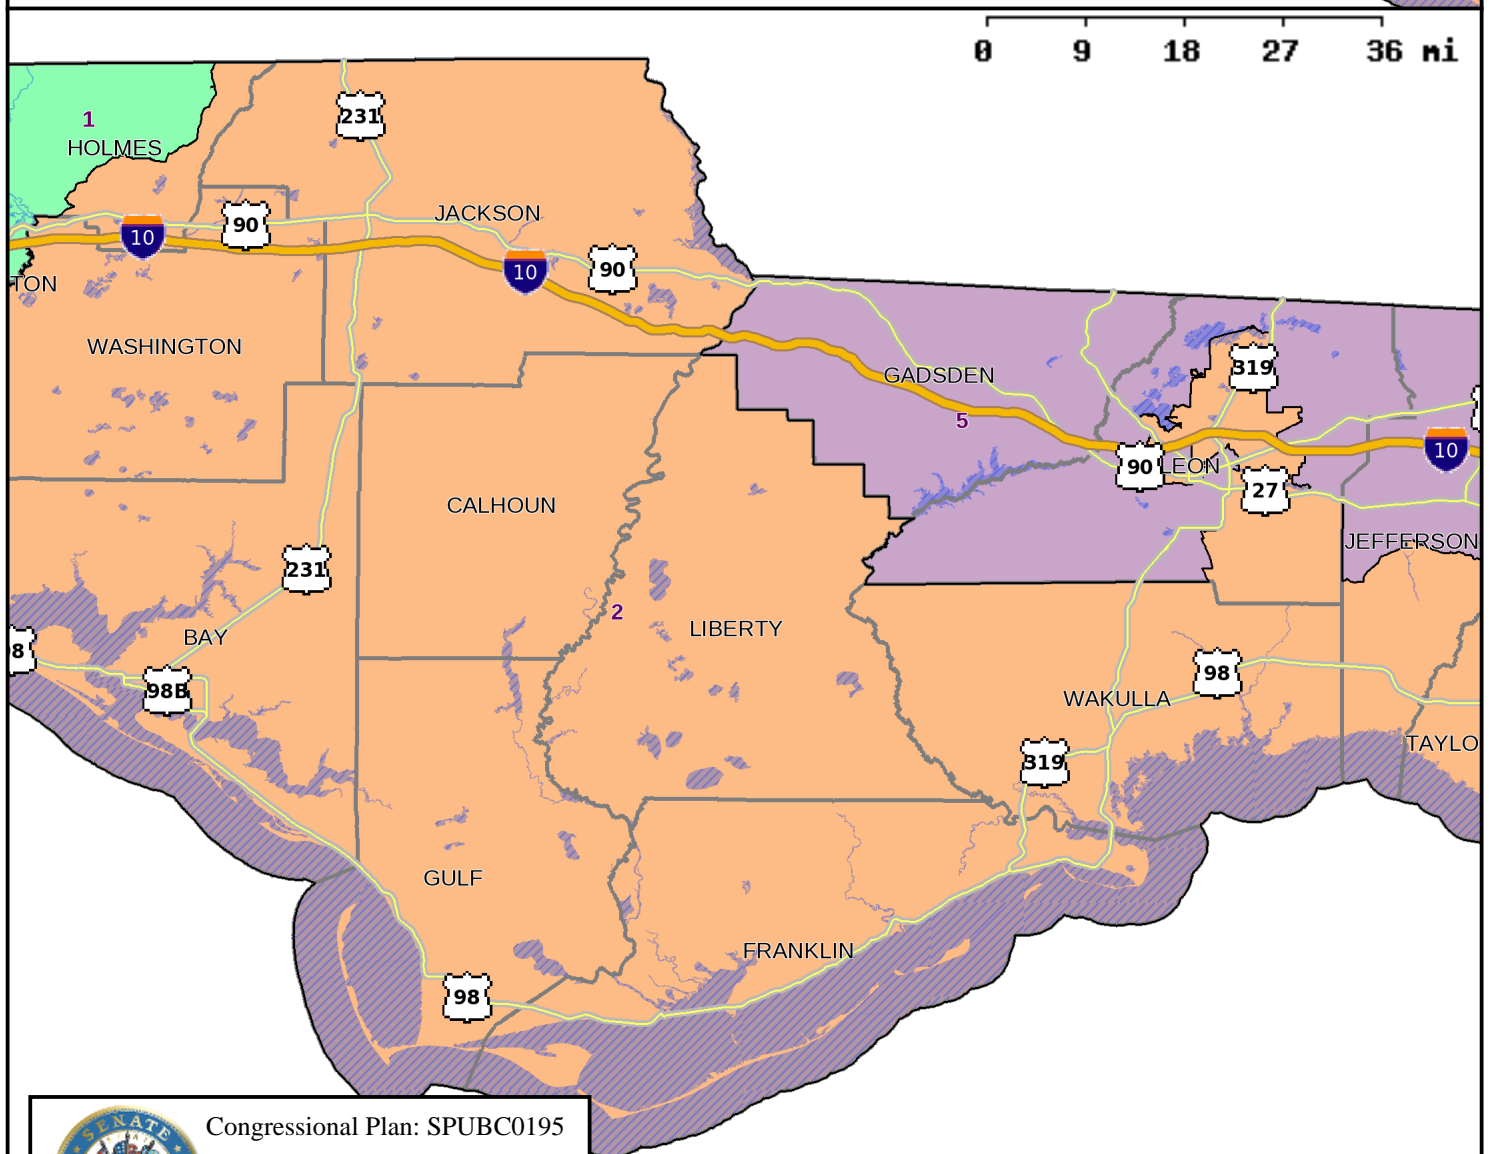 0 9 18 27 36 mi
1
HOLMES
231
JACKSON
90
10
10
90
TON
WASHINGTON
319
GADSDEN
5
10
90
LEON
27
CALHOUN
JEFFERSON
231
2
LIBERTY
BAY
98
98B
WAKULLA
319
TAYLO
GULF
FRANKLIN
98
Congressional Plan: SPUBC0195
SENATE